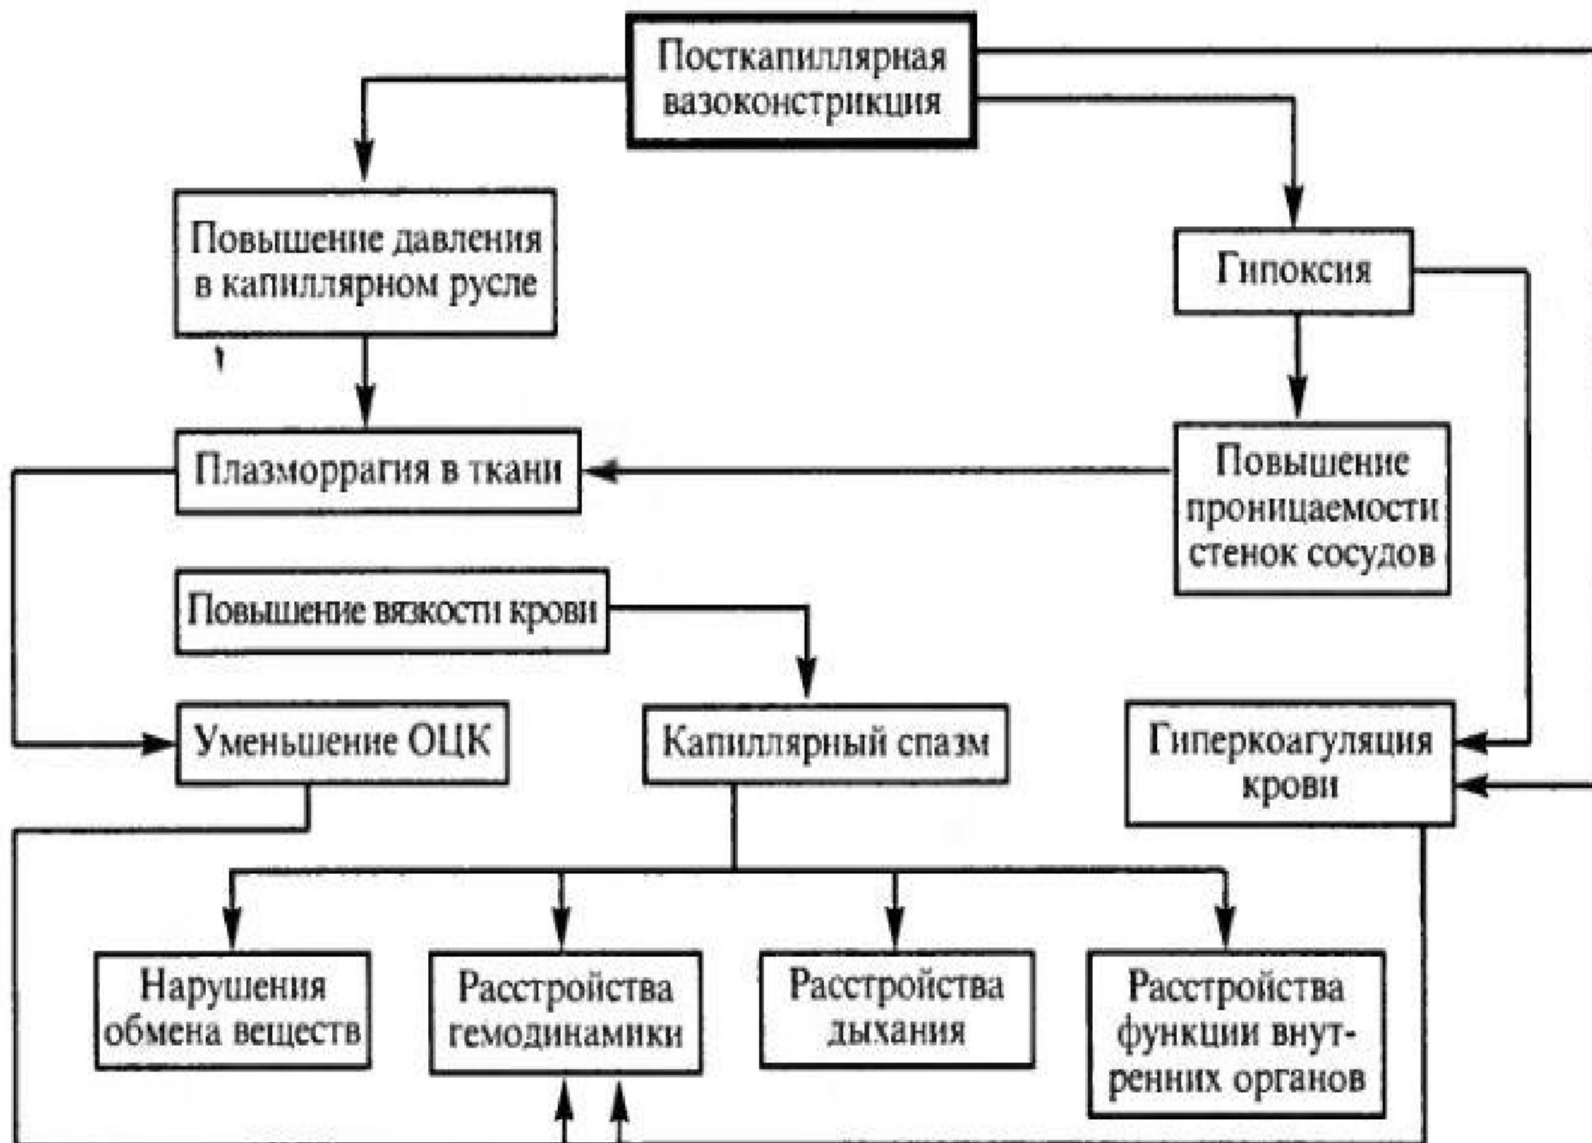 Посткапиллярная
вазоконстрикция
Повышение давления
в капиллярном русле
Гипоксия
Плазморрагия в ткани
Повышение
проницаемости
стенок сосудов
Повышение вязкости крови
Уменьшение ОЦК
Капиллярный спазм
Гиперкоагуляция
крови
Нарушения
обмена веществ
Расстройства
гемодинамики
Расстройства
дыхания
Расстройства
функции внут-
ренних органов